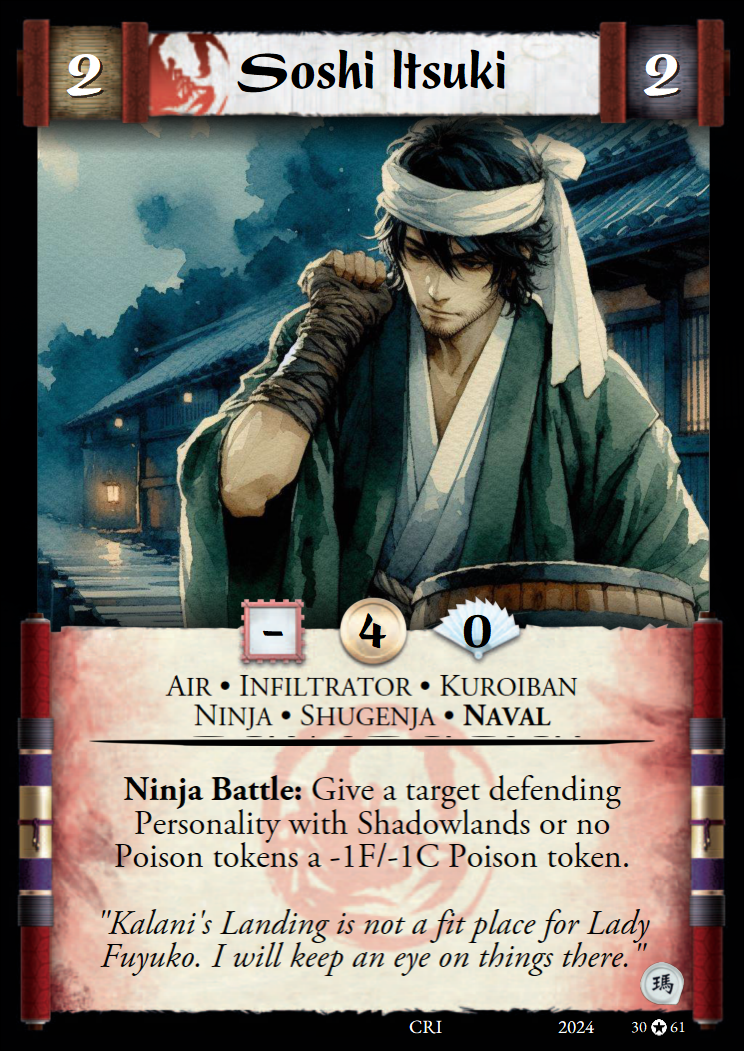 2 Soshi Itsuki 2
- 4 0
AIR • INFILTRATOR • KUROIBAN
NINJA • SHUGENJA • NAVAL
Ninja Battle: Give a target defending
Personality with Shadowlands or no
Poison tokens a -1F/-1C Poison token.
"Kalani's Landing is not a fit place for Lady
Fuyuko. I will keep an eye on things there."
瑪
CRI 2024 30 ✪ 61